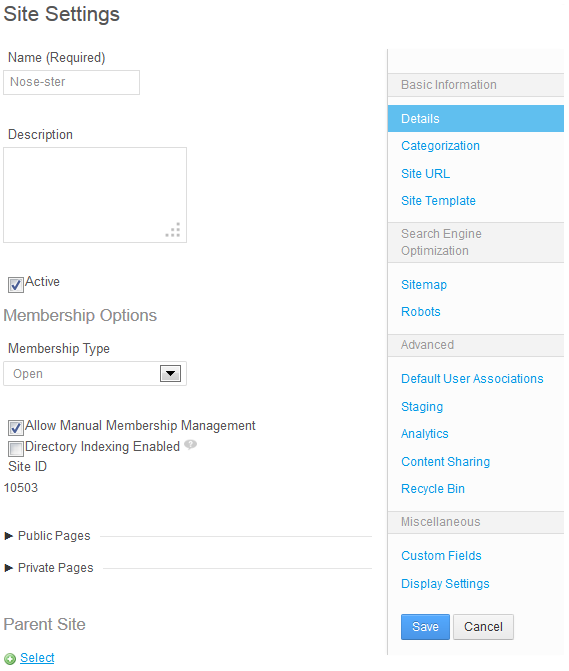 Site Settings
Name (Required)
Nose-ster
Description
Active
Membership Options
Membership Type
Open
Allow Manual Membership Management
Directory Indexing Enabled
Site ID
10503
Public Pages
Private Pages
Parent Site
Select
Basic Information
Details
Categorization
Site URL
Site Template
Search Engine
Optimization
Sitemap
Robots
Advanced
Default User Associations
Staging
Analytics
Content Sharing
Recycle Bin
Miscellaneous
Custom Fields
Display Settings
Save Cancel